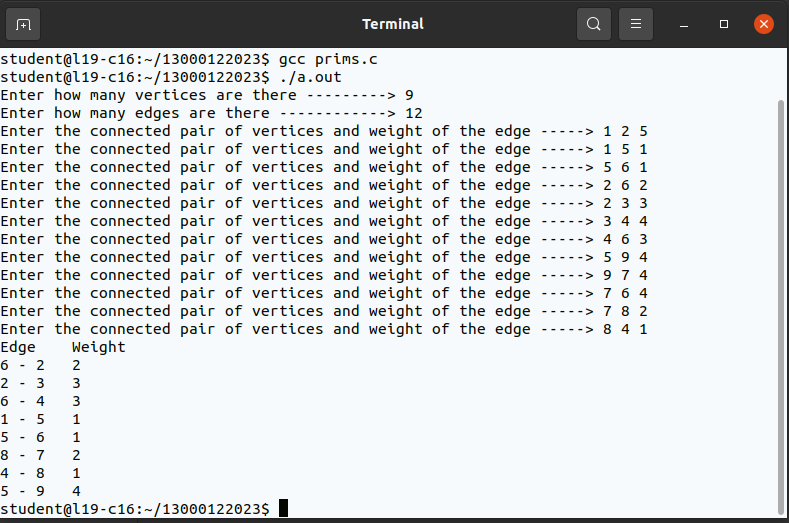 Terminal
student@l19-c16:~/13000122023$ gcc prims.c
student@l19-c16:~/13000122023$ ./a.out
Enter how many vertices are there ---------> 9
Enter how many edges are there ------------> 12
Enter the connected pair of vertices and weight of the edge -----> 1 2 5
Enter the connected pair of vertices and weight of the edge -----> 1 5 1
Enter the connected pair of vertices and weight of the edge -----> 5 6 1
Enter the connected pair of vertices and weight of the edge -----> 2 6 2
Enter the connected pair of vertices and weight of the edge -----> 2 3 3
Enter the connected pair of vertices and weight of the edge -----> 3 4 4
Enter the connected pair of vertices and weight of the edge -----> 4 6 3
Enter the connected pair of vertices and weight of the edge -----> 5 9 4
Enter the connected pair of vertices and weight of the edge -----> 9 7 4
Enter the connected pair of vertices and weight of the edge -----> 7 6 4
Enter the connected pair of vertices and weight of the edge -----> 7 8 2
Enter the connected pair of vertices and weight of the edge -----> 8 4 1
Edge    Weight
6 - 2   2
2 - 3   3
6 - 4   3
1 - 5   1
5 - 6   1
8 - 7   2
4 - 8   1
5 - 9   4
student@l19-c16:~/13000122023$